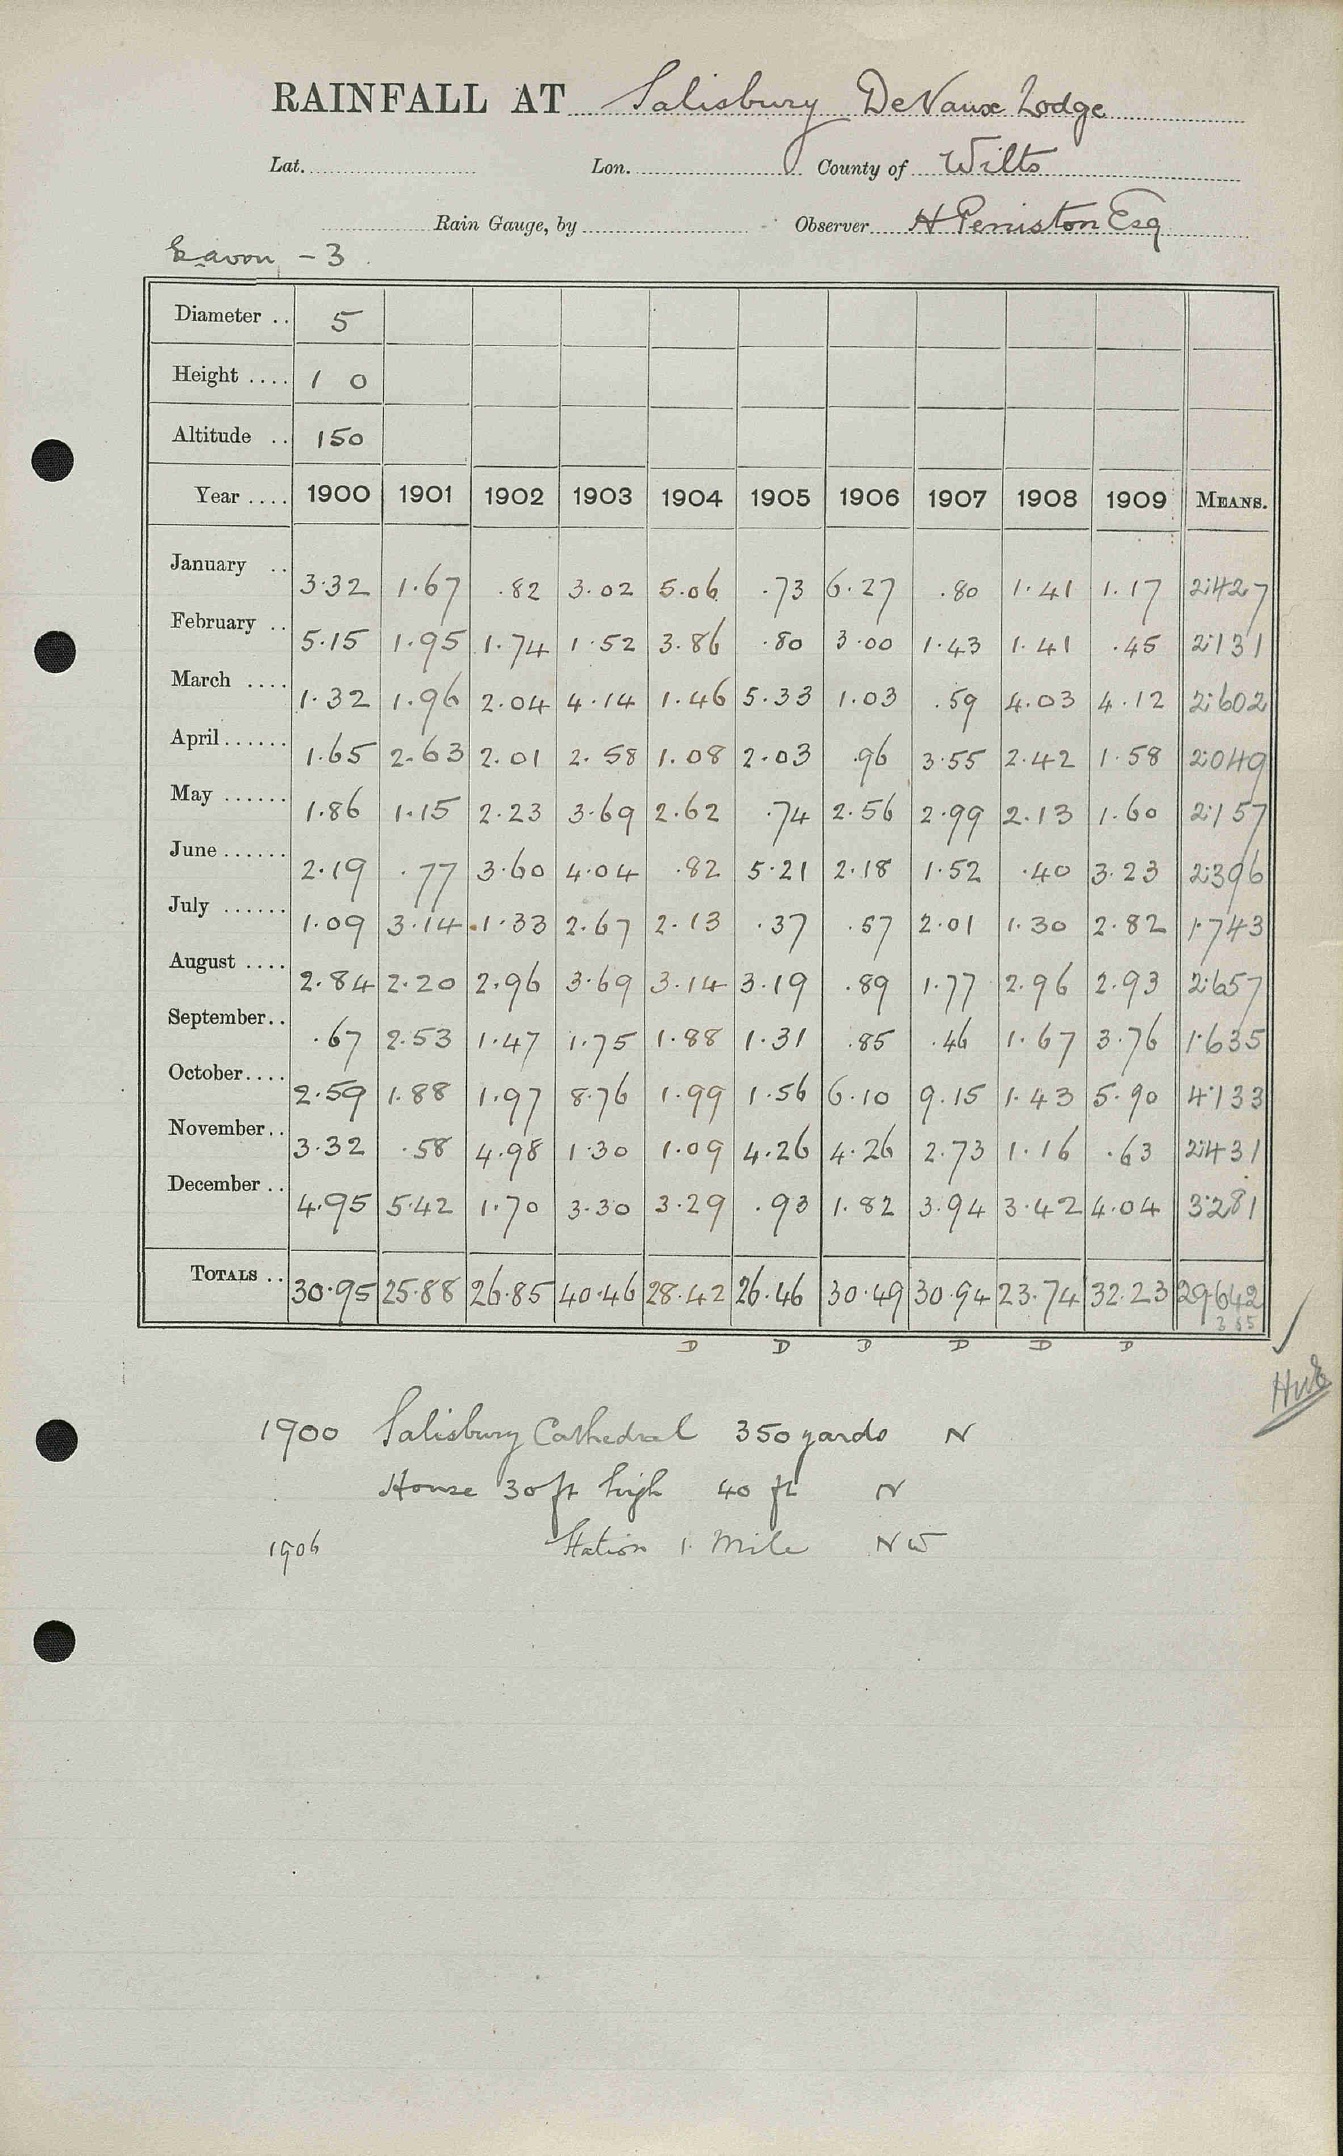 RAINFALL AT Salisbury De Vaux Lodge
Lat. Lon. County of Wilts
Rain Gauge, by Observer H Penniston Esq
E avon - 3
Diameter .. 5
Height .... 1 0
Altitude .. 150
Year .... 1900 1901 1902 1903 1904 1905 1906 1907 1908 1909 MEANS.
January .. 3.32 1.67 .82 3.02 5.06 .73 6.27 .80 1.41 1.17 2.427
February .. 5.15 1.95 1.74 1.52 3.86 .80 3.00 1.43 1.41 .45 2.131
March .... 1.32 1.96 2.04 4.14 1.46 5.33 1.03 .59 4.03 4.12 2.602
April ...... 1.65 2.63 2.01 2.58 1.08 2.03 .96 3.55 2.42 1.58 2.049
May ...... 1.86 1.15 2.23 3.69 2.62 .74 2.56 2.99 2.13 1.60 2.157
June ...... 2.19 .77 3.60 4.04 .82 5.21 2.18 1.52 .40 3.23 2.396
July ...... 1.09 3.14 1.33 2.67 2.13 .37 .57 2.01 1.30 2.82 1.743
August .... 2.84 2.20 2.96 3.69 3.14 3.19 .89 1.77 2.96 2.93 2.657
September.. .67 2.53 1.47 1.75 1.88 1.31 .85 .46 1.67 3.76 1.635
October.... 2.59 1.88 1.97 8.76 1.99 1.56 6.10 9.15 1.43 5.90 4.133
November.. 3.32 .58 4.98 1.30 1.09 4.26 4.26 2.73 1.16 .63 2.431
December .. 4.95 5.42 1.70 3.30 3.29 .93 1.82 3.94 3.42 4.04 3.281
TOTALS .. 30.95 25.88 26.85 40.46 28.42 26.46 30.49 30.94 23.74 32.23 29.642
D D D D D D
1900 Salisbury Cathedral 350 yards N
House 30 ft high 40 ft N
1906 Station 1 Mile NW